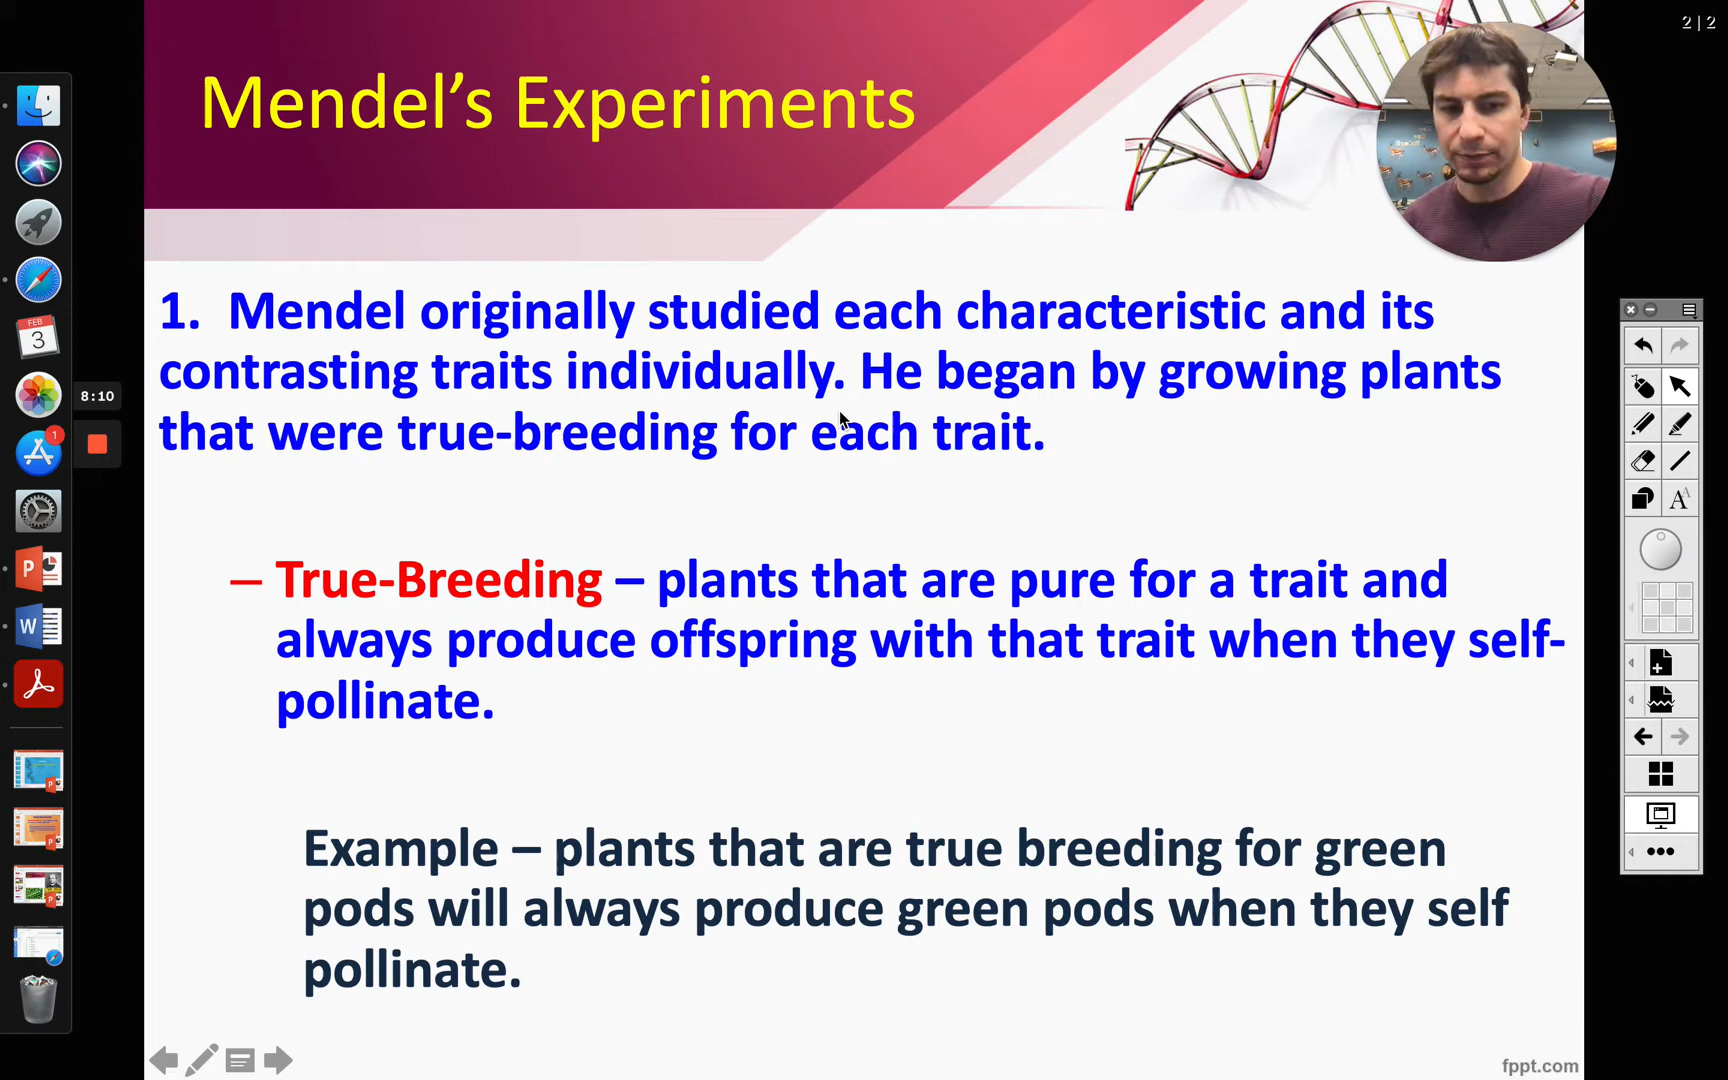 2 | 2
Mendel’s Experiments
1. Mendel originally studied each characteristic and its
contrasting traits individually. He began by growing plants
that were true-breeding for each trait.
– True-Breeding – plants that are pure for a trait and
always produce offspring with that trait when they self-
pollinate.
Example – plants that are true breeding for green
pods will always produce green pods when they self
pollinate.
fppt.com
FEB
3
8:10
1
P
W
A